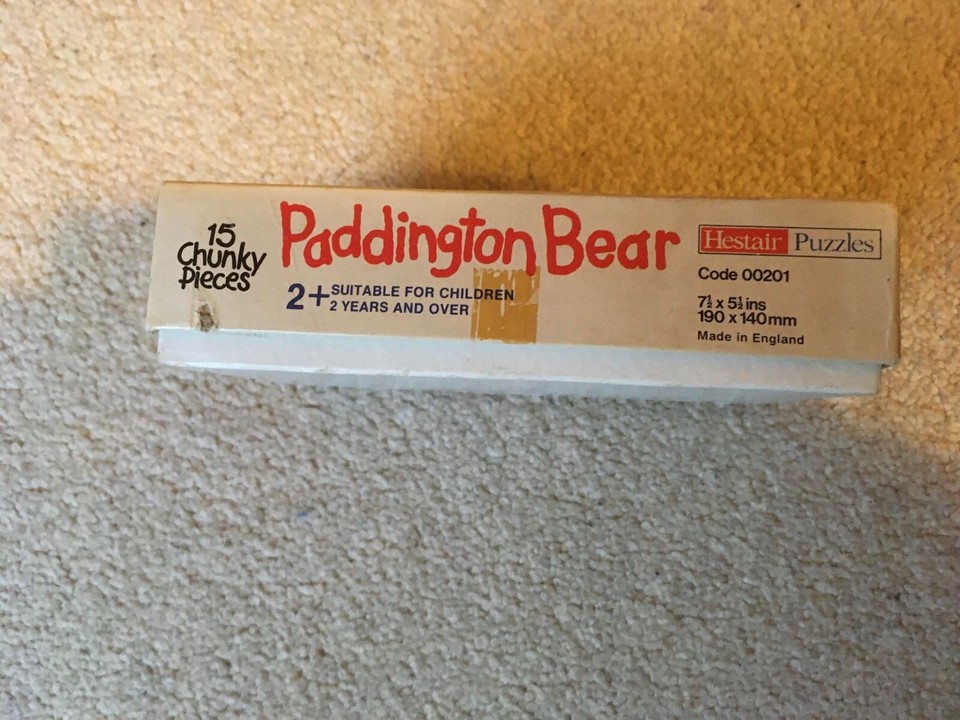 15
Chunky
Pieces
Paddington Bear
2+ SUITABLE FOR CHILDREN
2 YEARS AND OVER
Hestair Puzzles
Code 00201
7½ x 5½ ins
190 x 140mm
Made in England